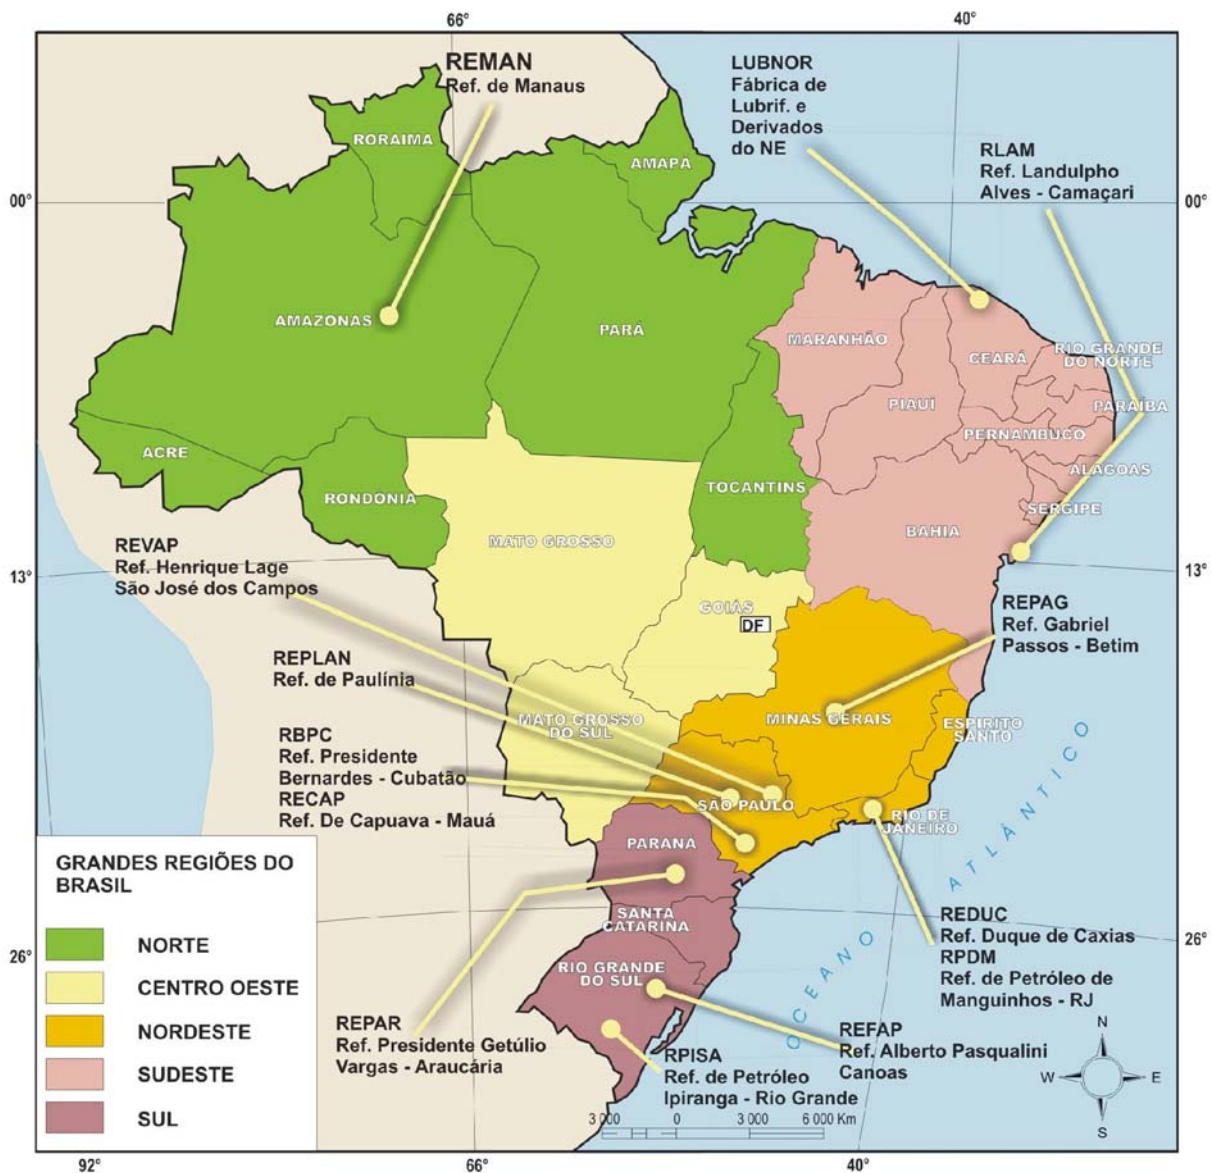 66°
40°
REMAN
Ref. de Manaus
LUBNOR
Fábrica de
Lubrif. e
Derivados
do NE
RLAM
Ref. Landulpho
Alves - Camaçari
RORAIMA
AMAPÁ
00°
00°
AMAZONAS
PARÁ
MARANHÃO
CEARÁ
RIO GRANDE
DO NORTE
PIAUÍ
PARAÍBA
PERNAMBUCO
ACRE
ALAGOAS
RONDÔNIA
TOCANTINS
SERGIPE
BAHIA
MATO GROSSO
REVAP
Ref. Henrique Lage
São José dos Campos
13°
13°
GOIÁS
DF
REPAG
Ref. Gabriel
Passos - Betim
REPLAN
Ref. de Paulínia
MATO GROSSO
DO SUL
MINAS GERAIS
ESPIRITO
SANTO
RBPC
Ref. Presidente
Bernardes - Cubatão
RECAP
Ref. De Capuava - Mauá
SÃO PAULO
RIO DE
JANEIRO
PARANÁ
OCEANO ATLÂNTICO
GRANDES REGIÕES DO
BRASIL
NORTE
CENTRO OESTE
NORDESTE
SUDESTE
SUL
SANTA
CATARINA
REDUC
Ref. Duque de Caxias
RPDM
Ref. de Petróleo de
Manguinhos - RJ
26°
26°
RIO GRANDE
DO SUL
REPAR
Ref. Presidente Getúlio
Vargas - Araucária
REFAP
Ref. Alberto Pasqualini
Canoas
RPISA
Ref. de Petróleo
Ipiranga - Rio Grande
N
W
E
S
3 000 0 3 000 6 000 Km
92°
66°
40°